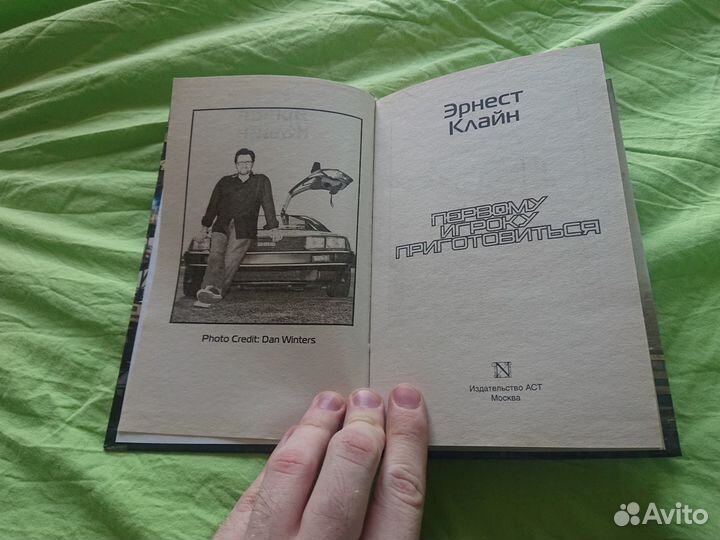 Photo Credit: Dan Winters
Эрнест
Клайн
ПЕРВОМУ
ИГРОКУ
ПРИГОТОВИТЬСЯ
N
Издательство АСТ
Москва
Avito